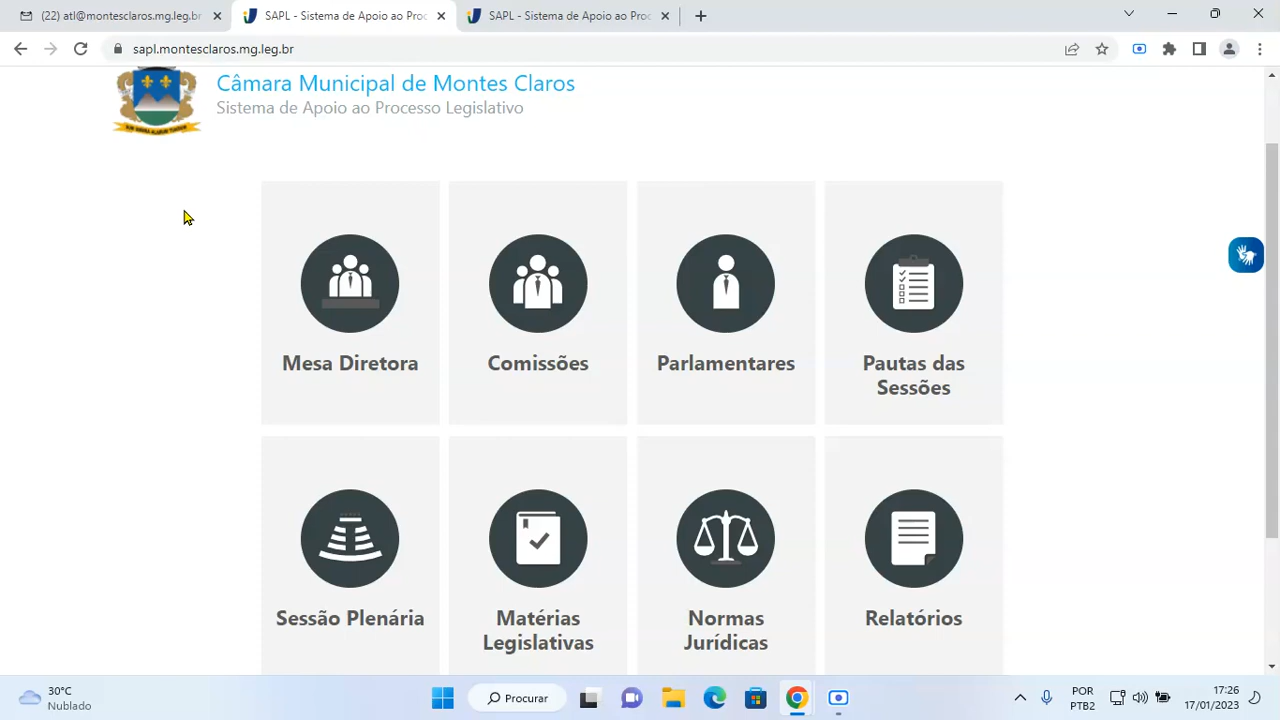 (22) atl@montesclaros.mg.leg.br
SAPL - Sistema de Apoio ao Proc
SAPL - Sistema de Apoio ao Proc
sapl.montesclaros.mg.leg.br
Câmara Municipal de Montes Claros
Sistema de Apoio ao Processo Legislativo
Mesa Diretora
Comissões
Parlamentares
Pautas das
Sessões
Sessão Plenária
Matérias
Legislativas
Normas
Jurídicas
Relatórios
30°C
Nublado
Procurar
POR
PTB2
17:26
17/01/2023